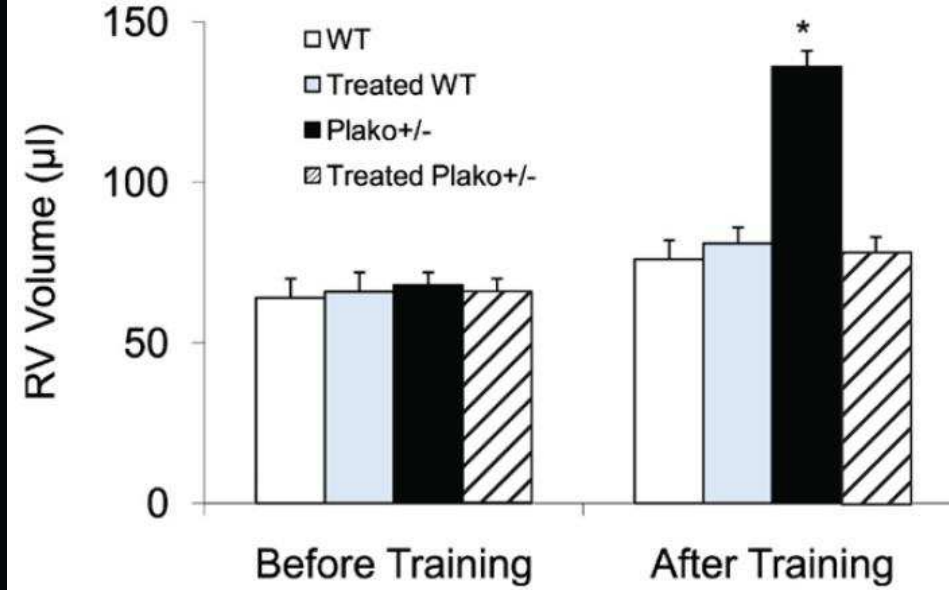 150
100
50
0
RV Volume (µl)
WT
Treated WT
Plako+/-
Treated Plako+/-
*
Before Training
After Training